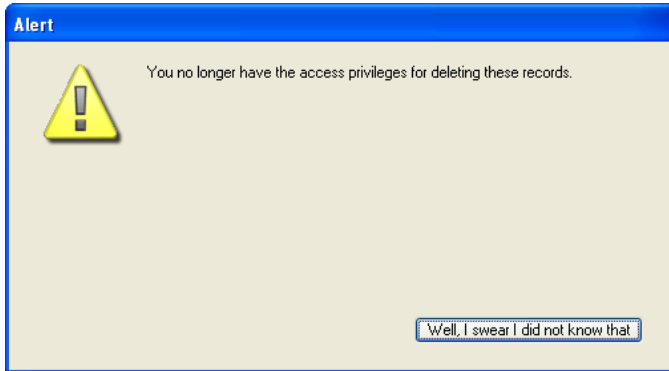 Alert
You no longer have the access privileges for deleting these records.
Well, I swear I did not know that